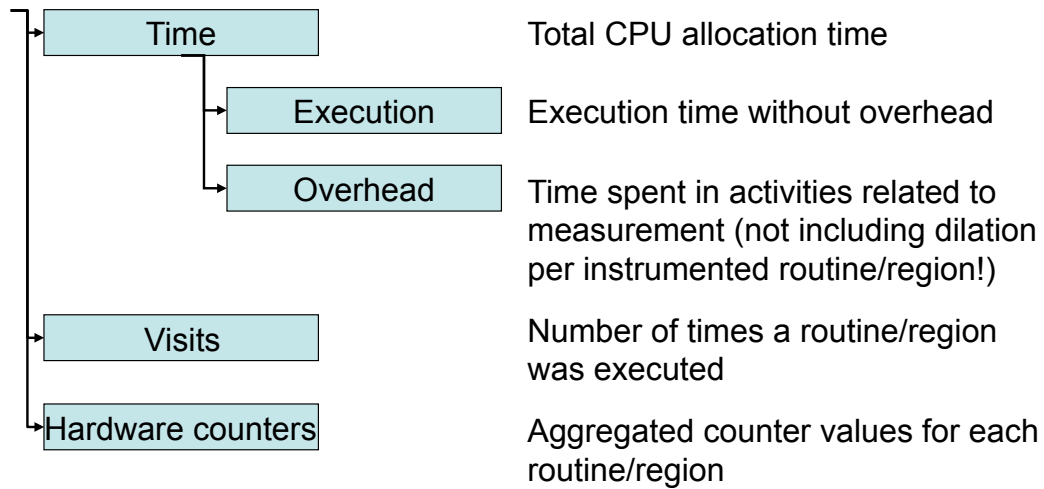 Time
Total CPU allocation time
Execution
Execution time without overhead
Overhead
Time spent in activities related to
measurement (not including dilation
per instrumented routine/region!)
Visits
Number of times a routine/region
was executed
Hardware counters
Aggregated counter values for each
routine/region